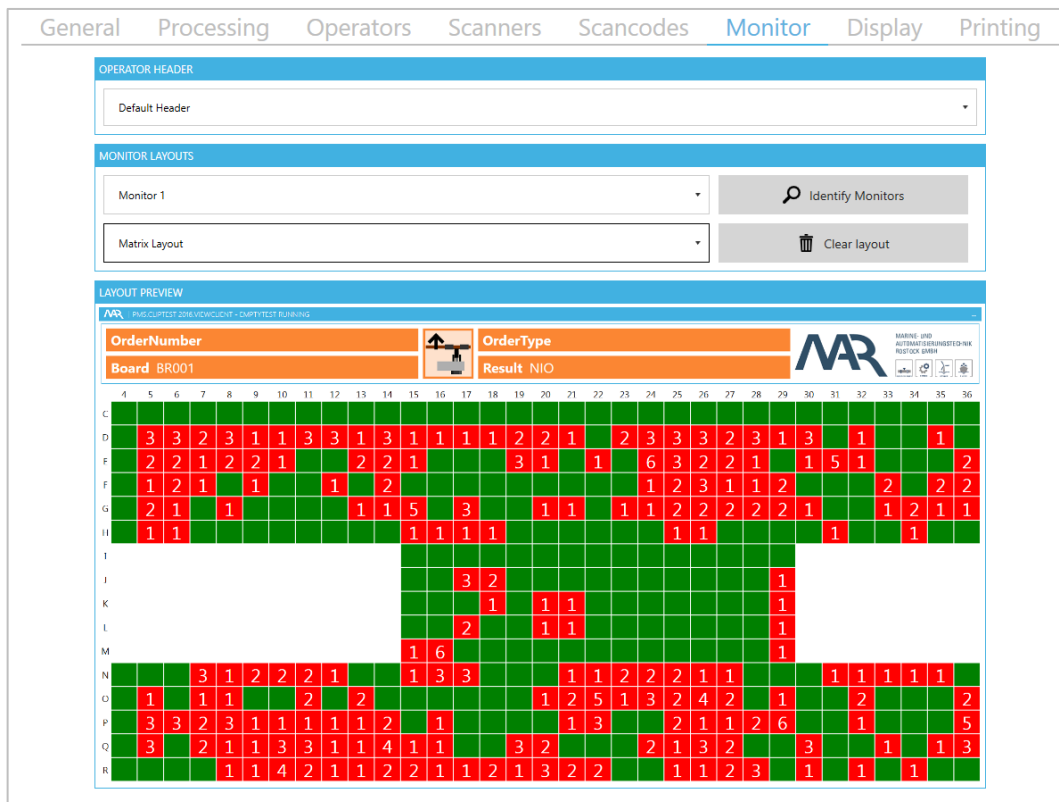 General Processing Operators Scanners Scancodes Monitor Display Printing
OPERATOR HEADER
Default Header
MONITOR LAYOUTS
Monitor 1
Identify Monitors
Matrix Layout
Clear layout
LAYOUT PREVIEW
MAR PMS.CLIPTEST 2016.VIEWCLIENT - EMPTYTEST RUNNING
OrderNumber OrderType
Board BR001 Result NIO
MAR
MARINE- UND
AUTOMATISIERUNGSTECHNIK
ROSTOCK GMBH
4 5 6 7 8 9 10 11 12 13 14 15 16 17 18 19 20 21 22 23 24 25 26 27 28 29 30 31 32 33 34 35 36
C
D 3 3 2 3 1 1 3 3 1 3 1 1 1 1 2 2 1 2 3 3 3 2 3 1 3 1 1
E 2 2 1 2 2 1 2 2 1 3 1 1 6 3 2 2 1 1 5 1 2
F 1 2 1 1 1 2 1 2 3 1 1 2 2 2 2
G 2 1 1 1 1 5 3 1 1 1 1 2 2 2 2 2 1 1 2 1 1
H 1 1 1 1 1 1 1 1 1 1
I
J 3 2 1
K 1 1 1 1
L 2 1 1 1
M 1 6 1
N 3 1 2 2 2 1 1 3 3 1 1 2 2 2 1 1 1 1 1 1 1
O 1 1 1 2 2 1 2 5 1 3 2 4 2 1 2 2
P 3 3 2 3 1 1 1 1 1 2 1 1 3 2 1 1 2 6 1 5
Q 3 2 1 1 3 3 1 1 4 1 1 3 2 2 1 3 2 3 1 1 3
R 1 1 4 2 1 1 2 2 1 1 2 1 3 2 2 1 1 2 3 1 1 1